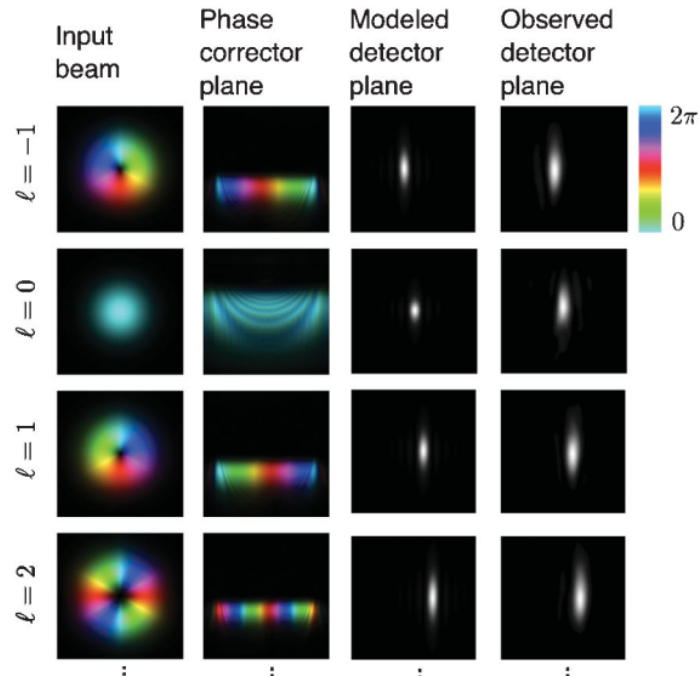 Input
beam
Phase
corrector
plane
Modeled
detector
plane
Observed
detector
plane
ℓ = −1
2π
0
ℓ = 0
ℓ = 1
ℓ = 2
⋮ ⋮ ⋮ ⋮